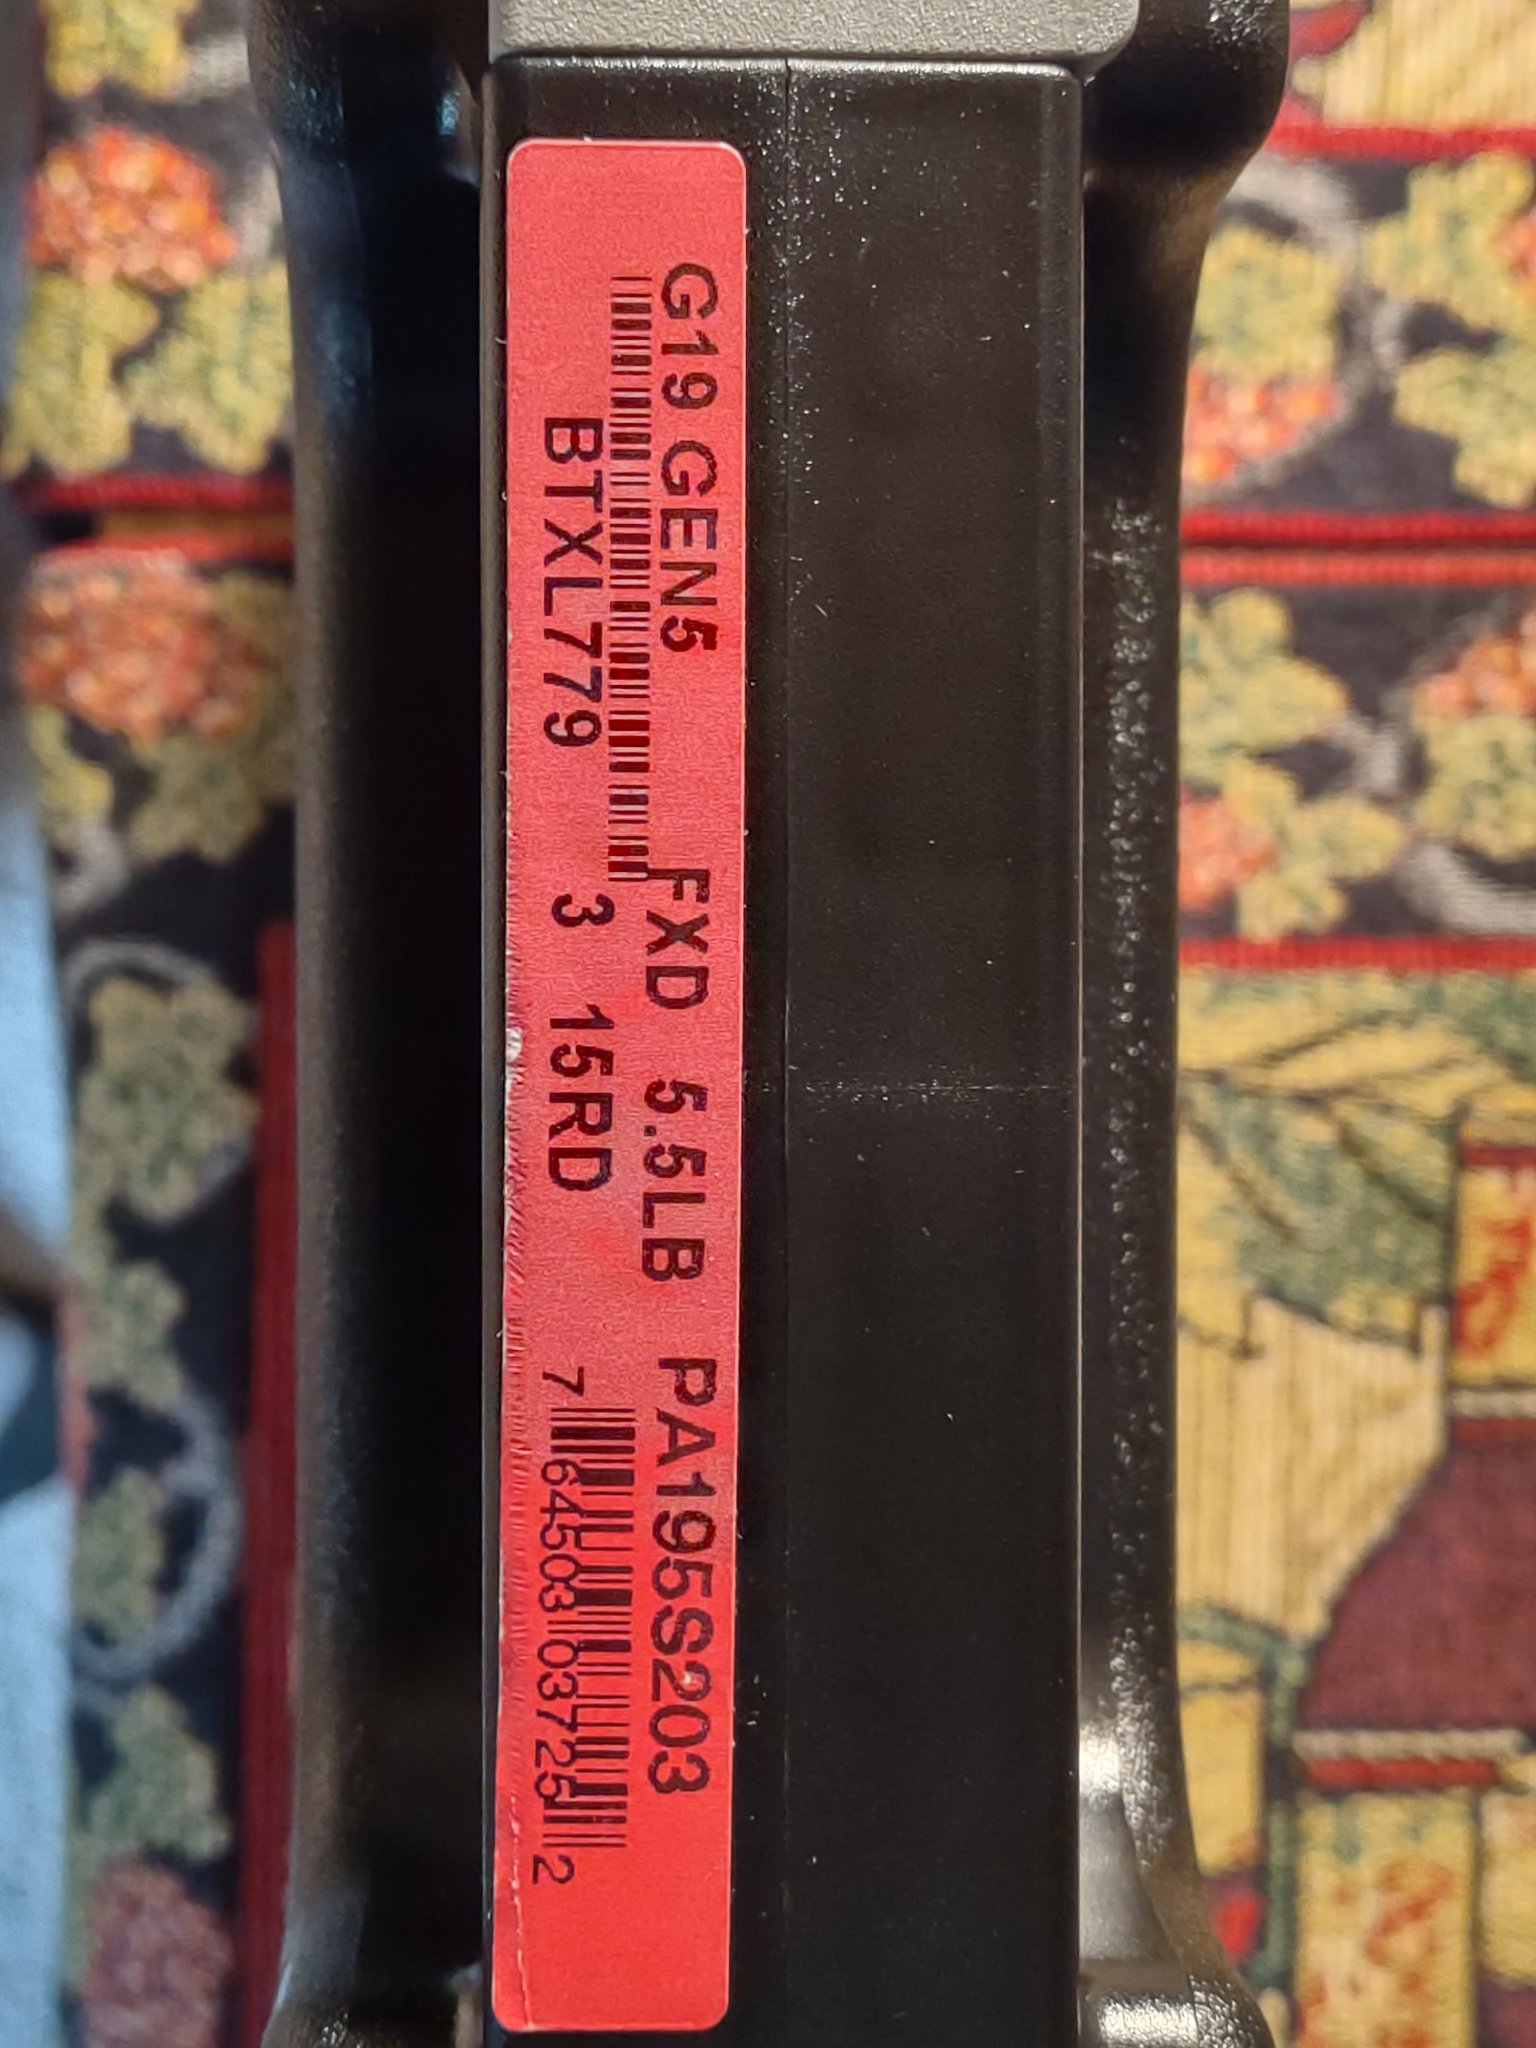 G19 GEN5 FXD 5.5LB PA195S203
BTXL779 3 15RD
7 64503 03725 2